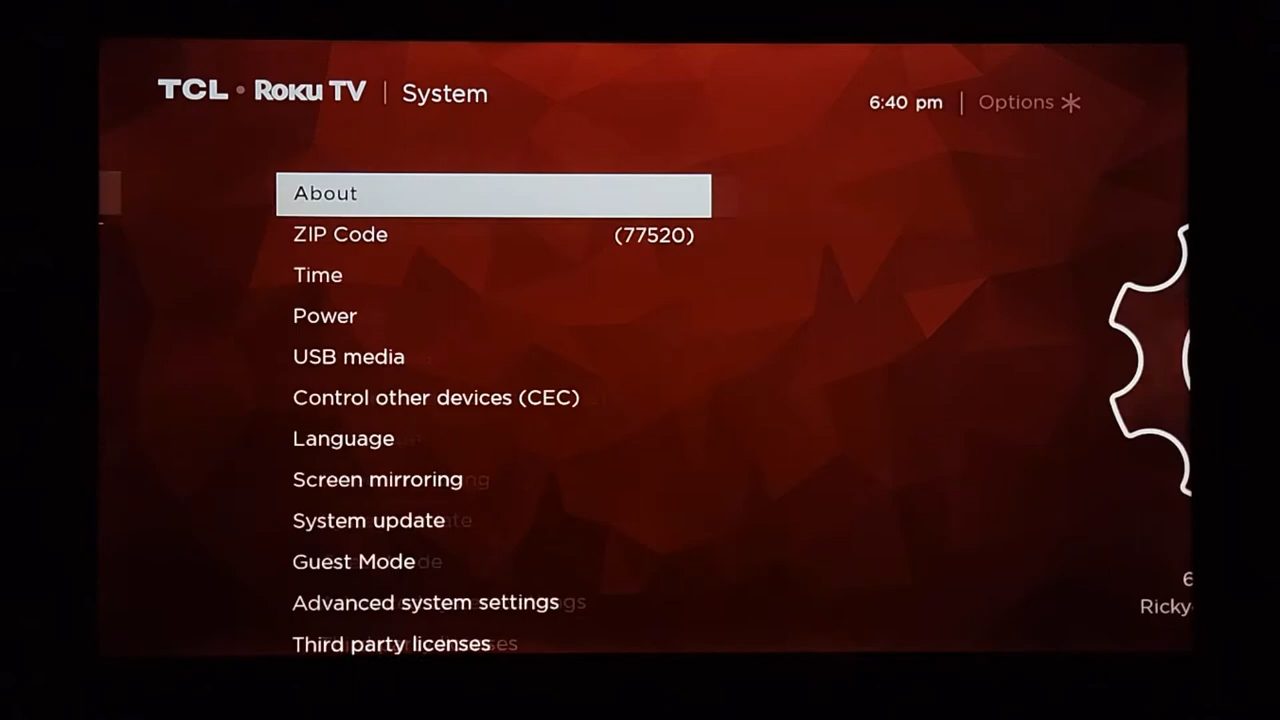 TCL • Roku TV | System
6:40 pm | Options *
About
ZIP Code (77520)
Time
Power
USB media
Control other devices (CEC)
Language
Screen mirroring
System update
Guest Mode
Advanced system settings
Third party licenses
6
Ricky